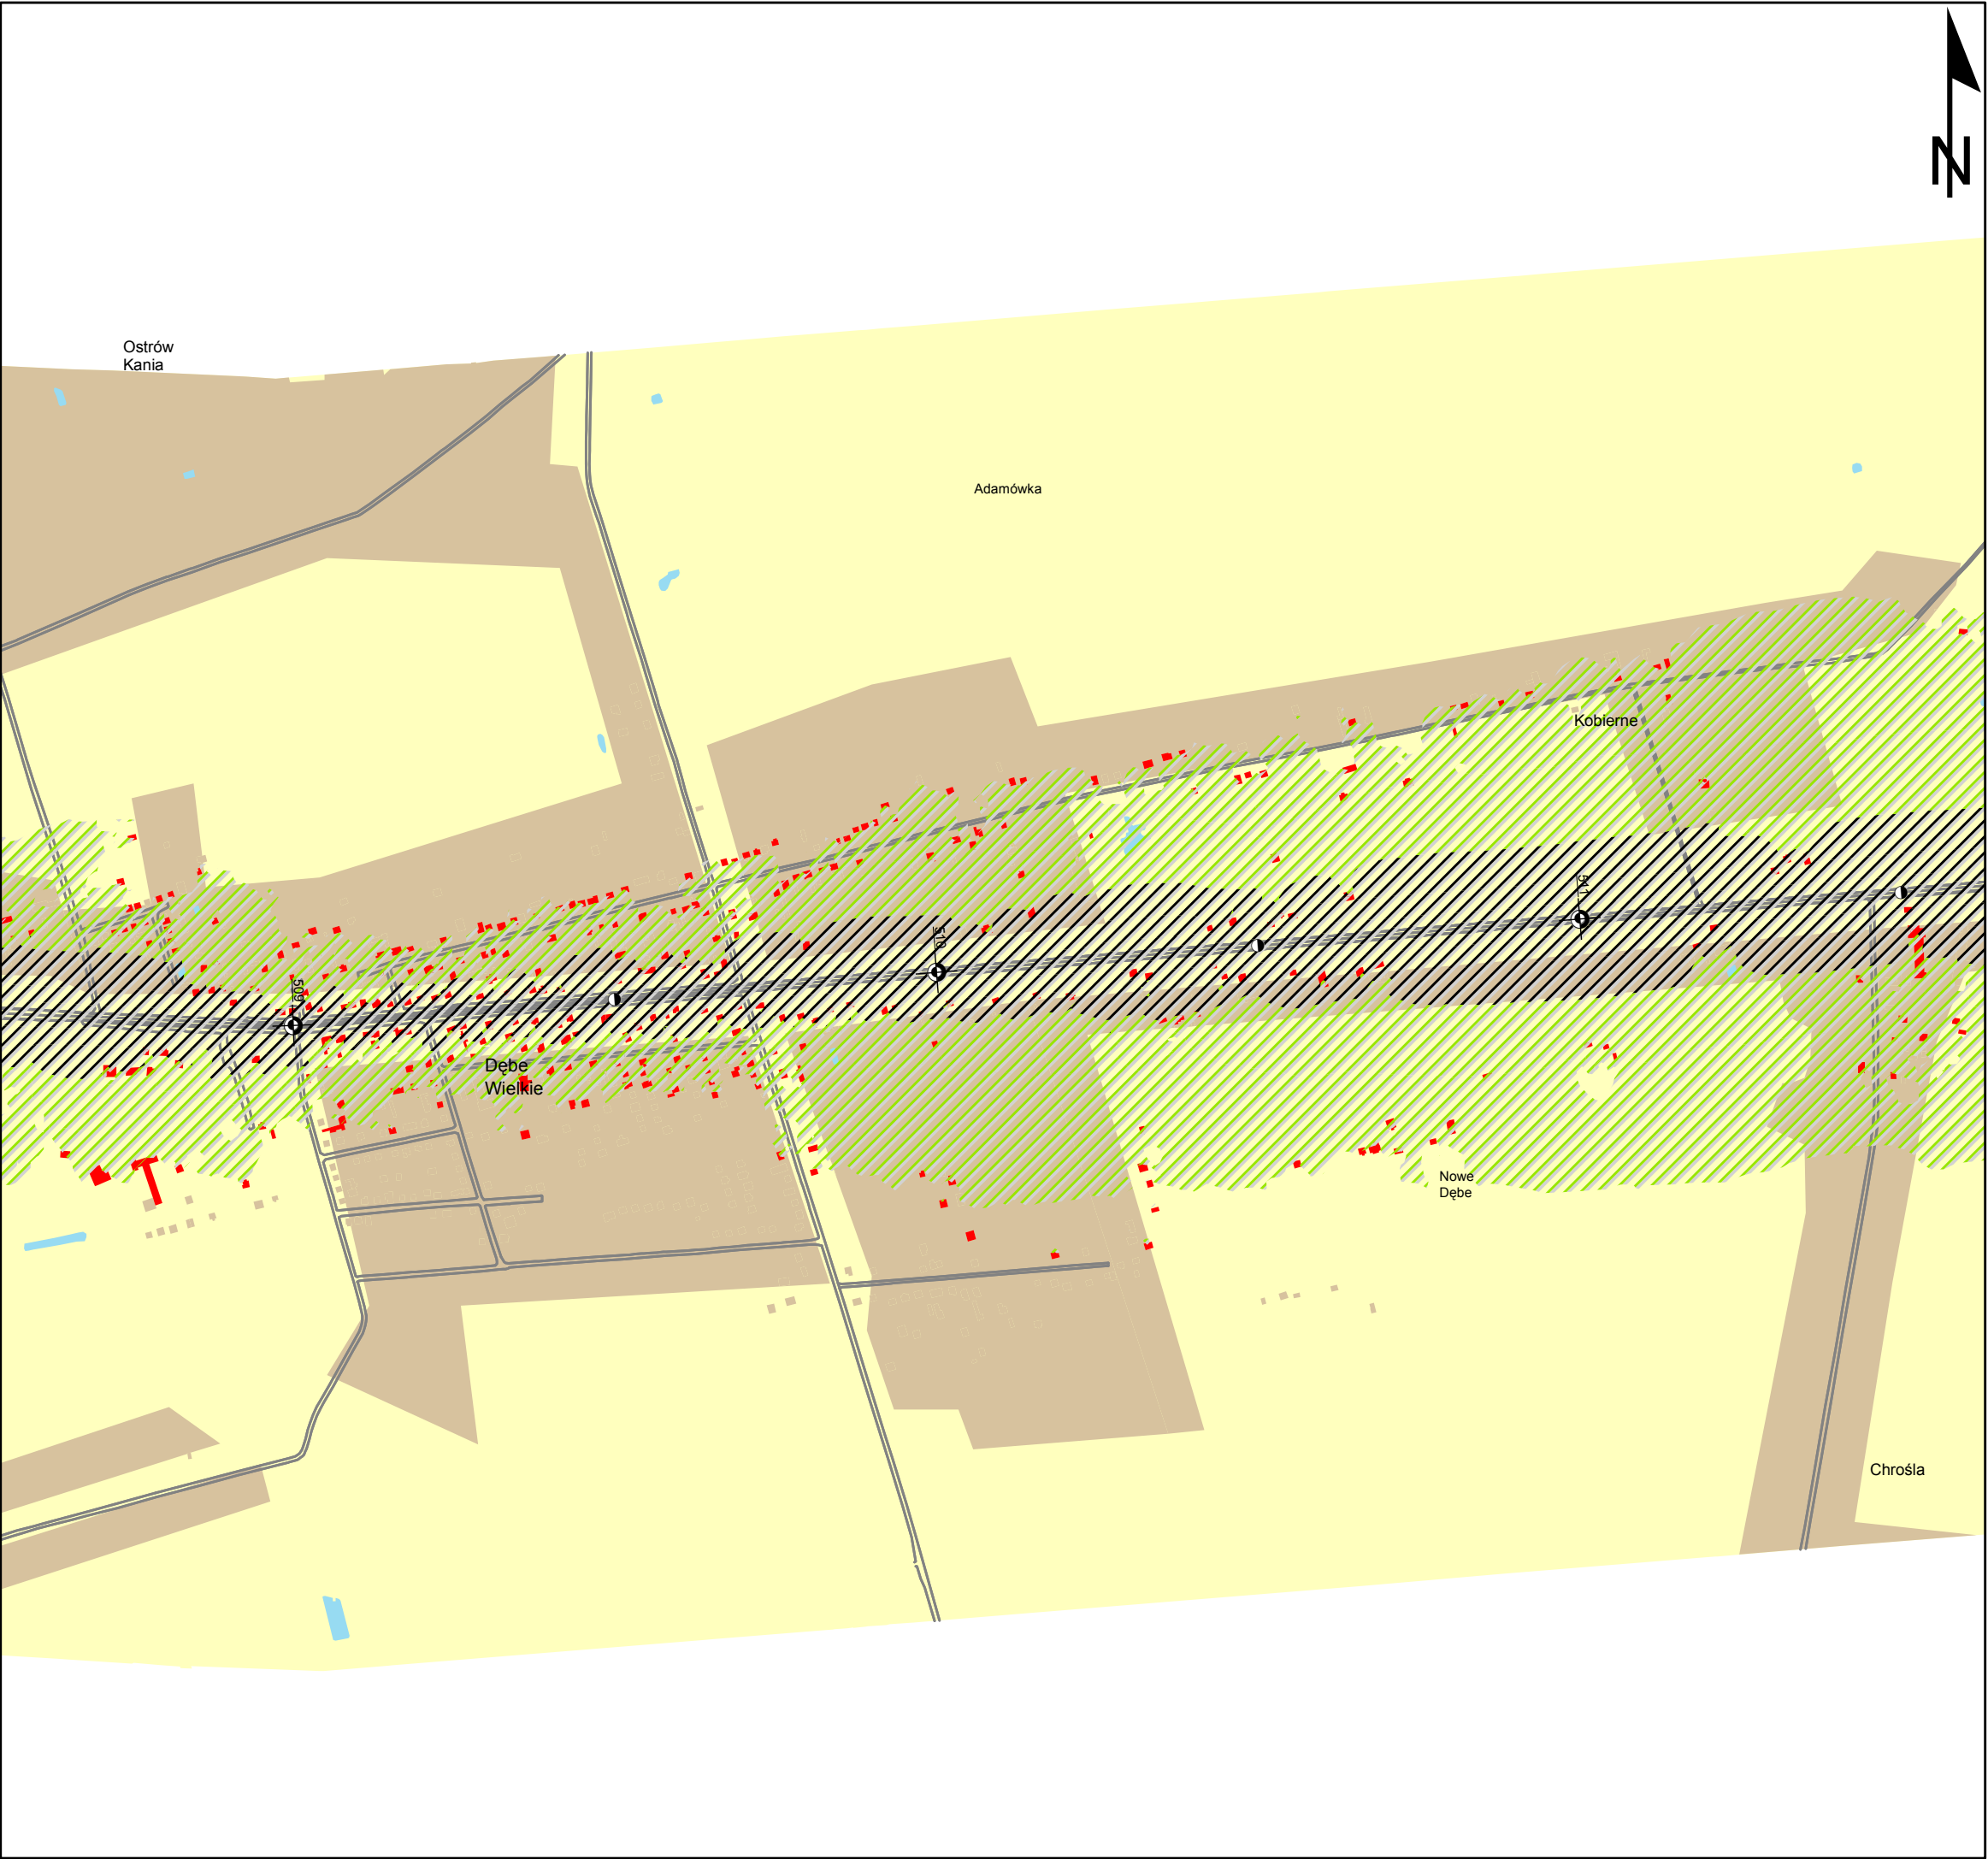 N
Ostrów
Kania
Adamówka
Kobierne
511
510
509
Dębe
Wielkie
Nowe
Dębe
Chrośla